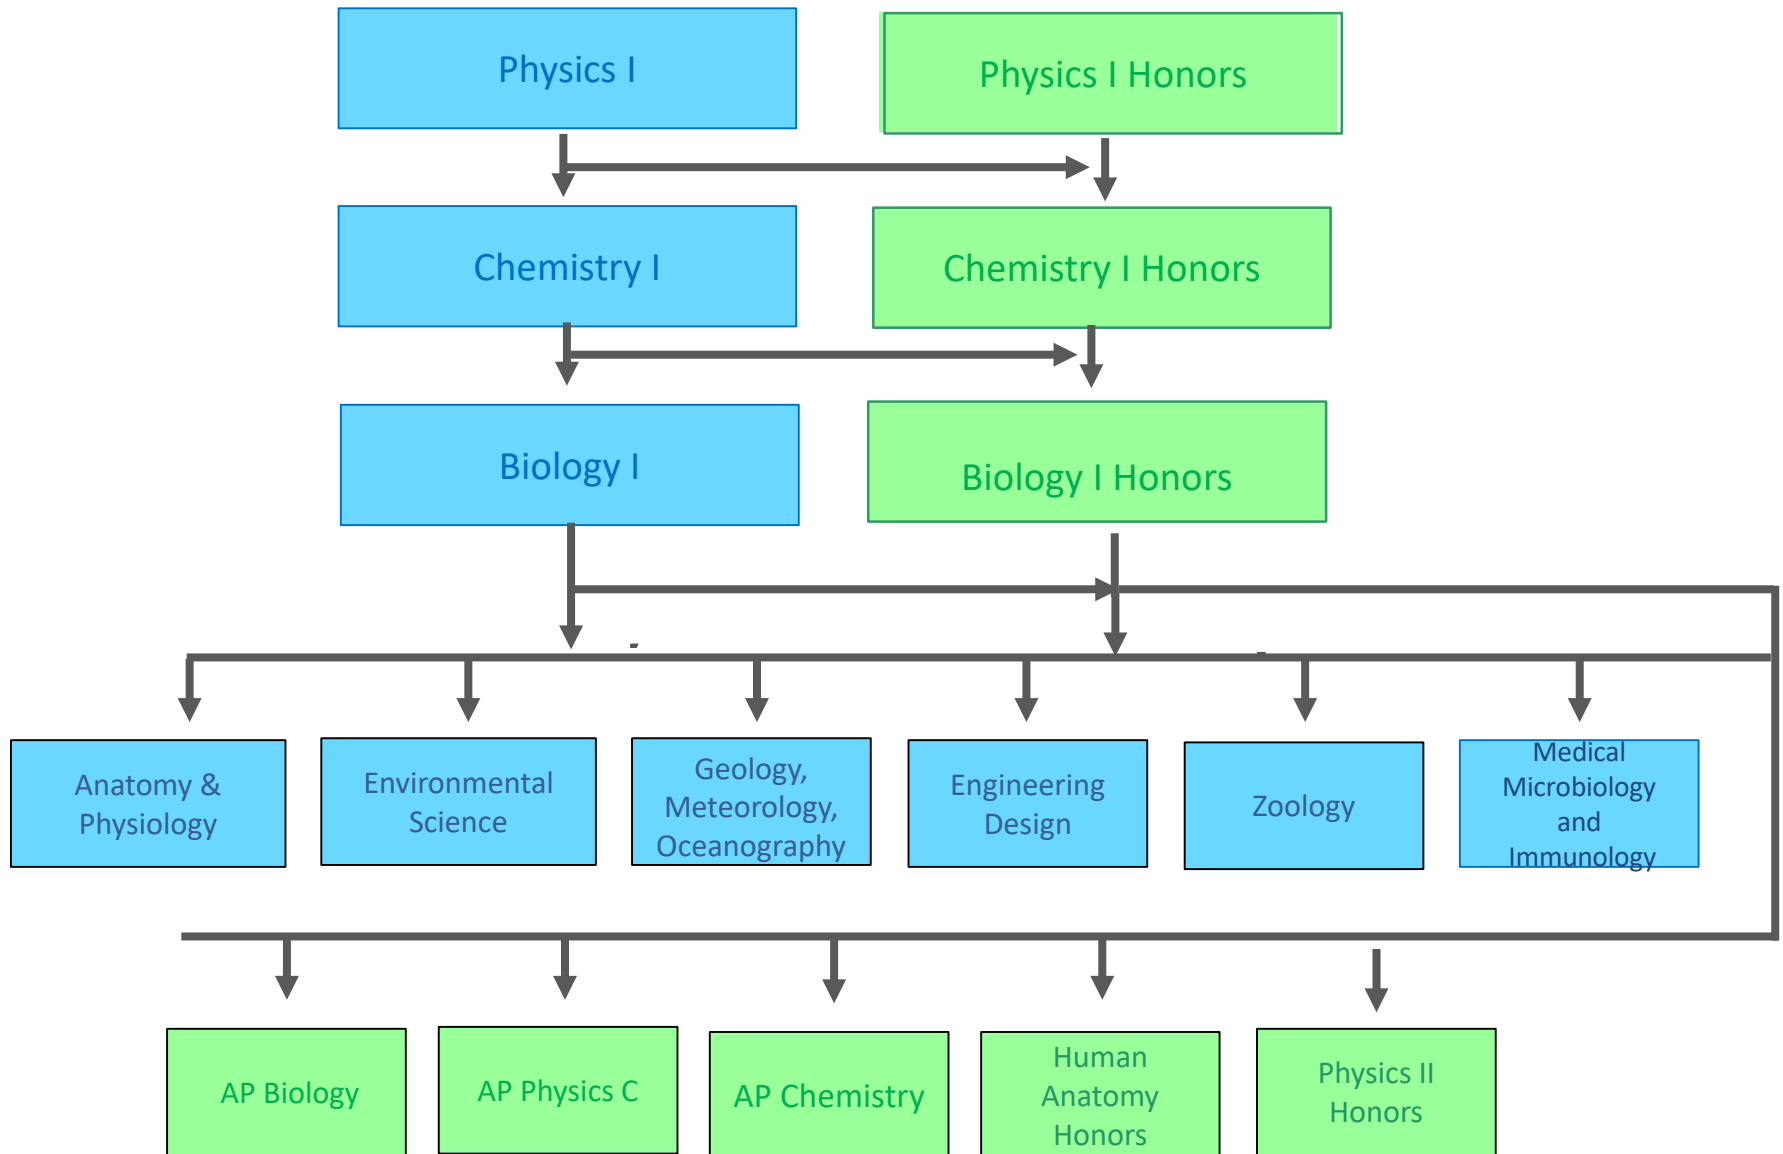 Physics I
Physics I Honors
Chemistry I
Chemistry I Honors
Biology I
Biology I Honors
Anatomy &
Physiology
Environmental
Science
Geology,
Meteorology,
Oceanography
Engineering
Design
Zoology
Medical
Microbiology
and
Immunology
AP Biology
AP Physics C
AP Chemistry
Human
Anatomy
Honors
Physics II
Honors